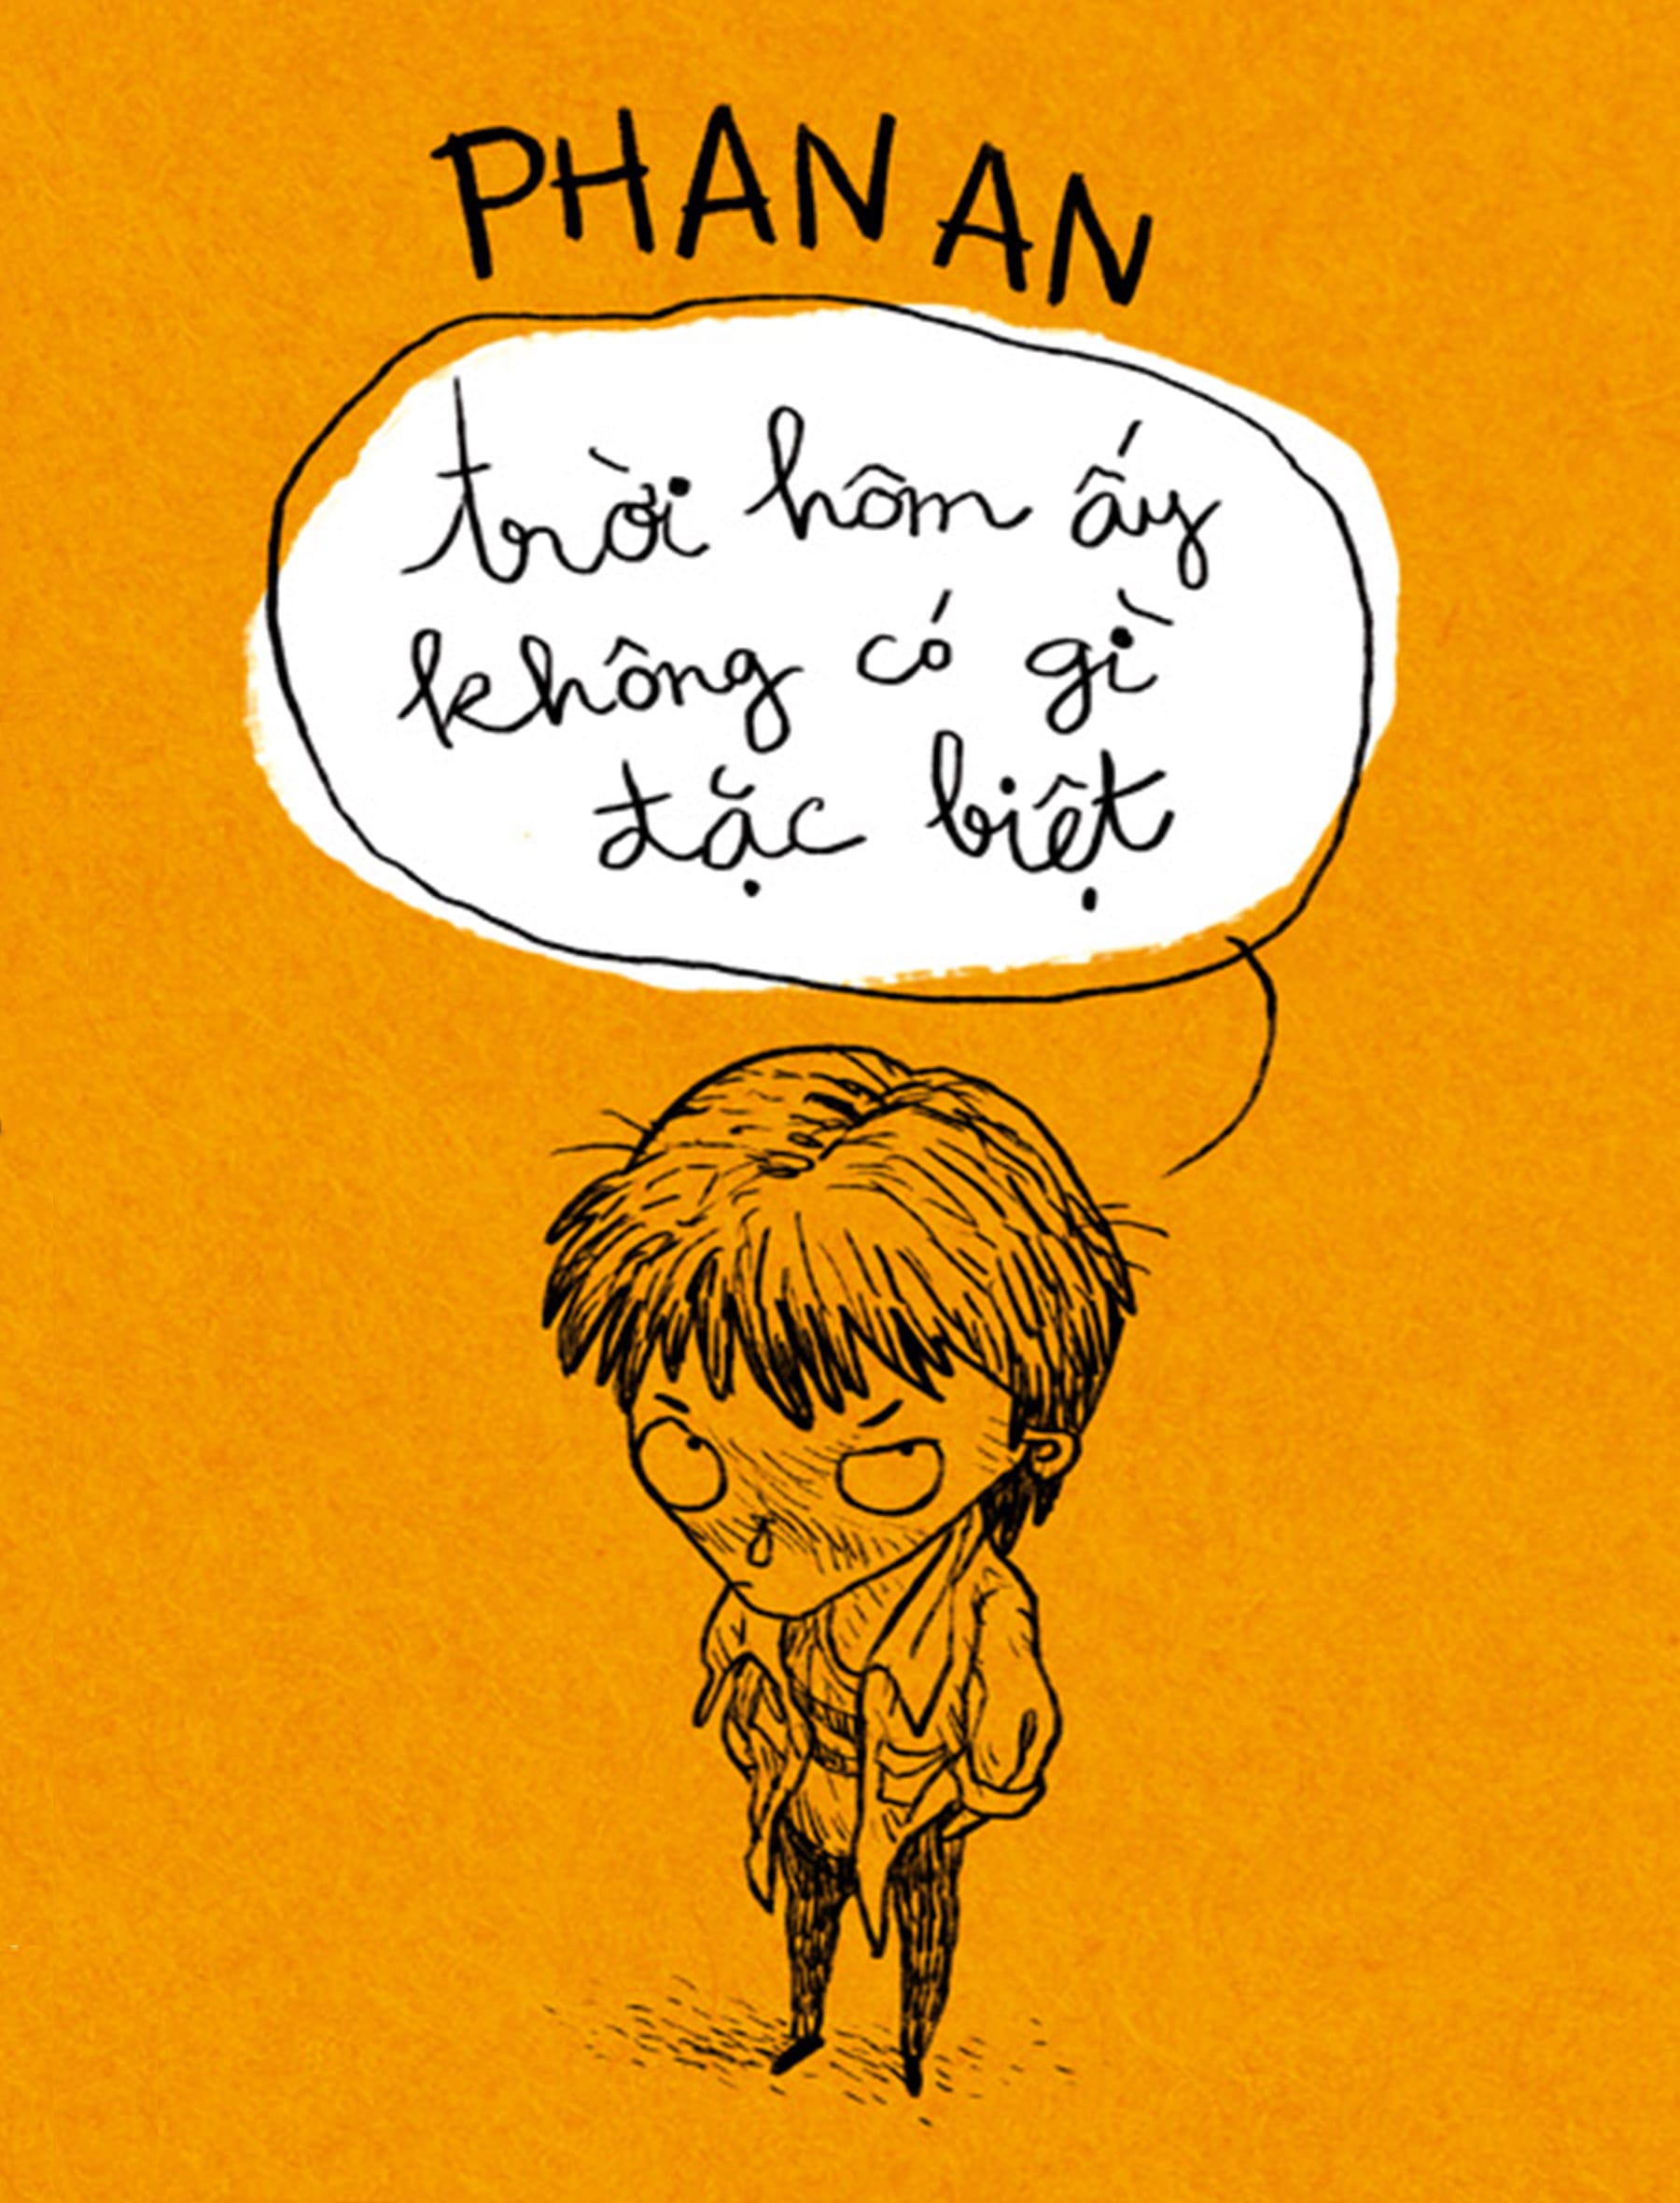 PHAN AN
trời hôm ấy
không có gì
đặc biệt